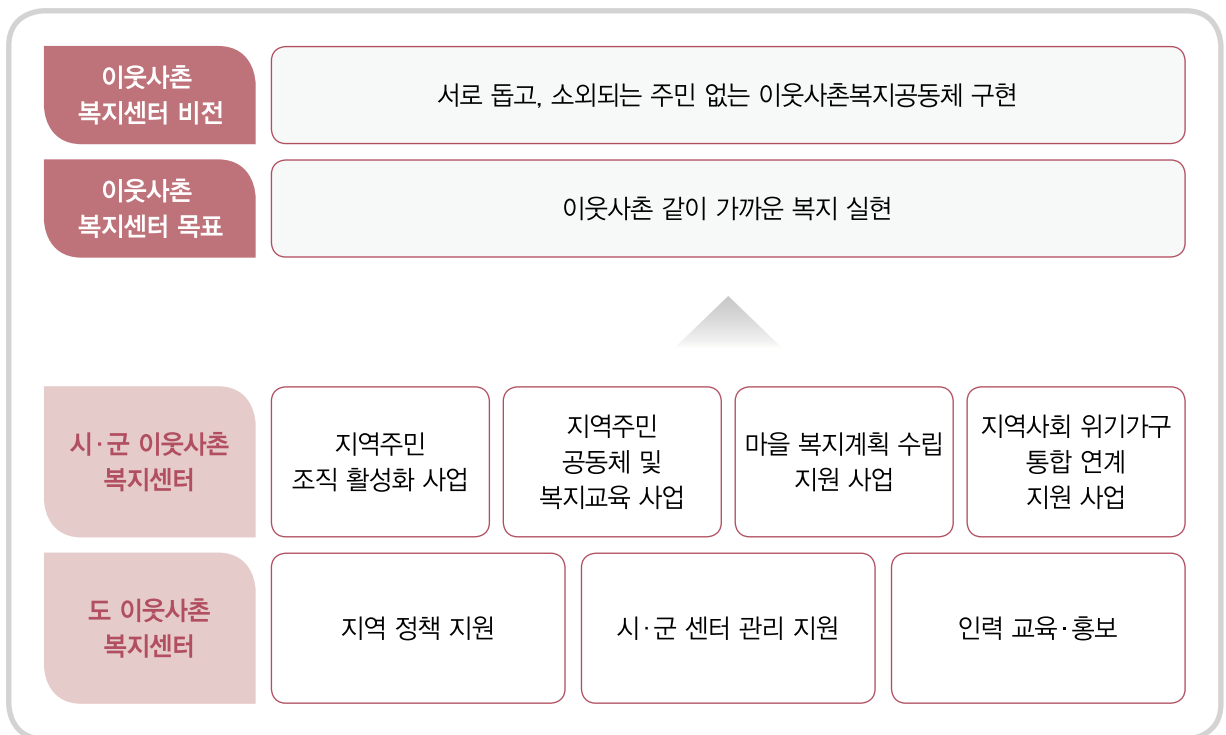 이웃사촌
복지센터 비전
서로 돕고, 소외되는 주민 없는 이웃사촌복지공동체 구현
이웃사촌
복지센터 목표
이웃사촌 같이 가까운 복지 실현
시·군 이웃사촌
복지센터
지역주민
조직 활성화 사업
지역주민
공동체 및
복지교육 사업
마을 복지계획 수립
지원 사업
지역사회 위기가구
통합 연계
지원 사업
도 이웃사촌
복지센터
지역 정책 지원
시·군 센터 관리 지원
인력 교육·홍보